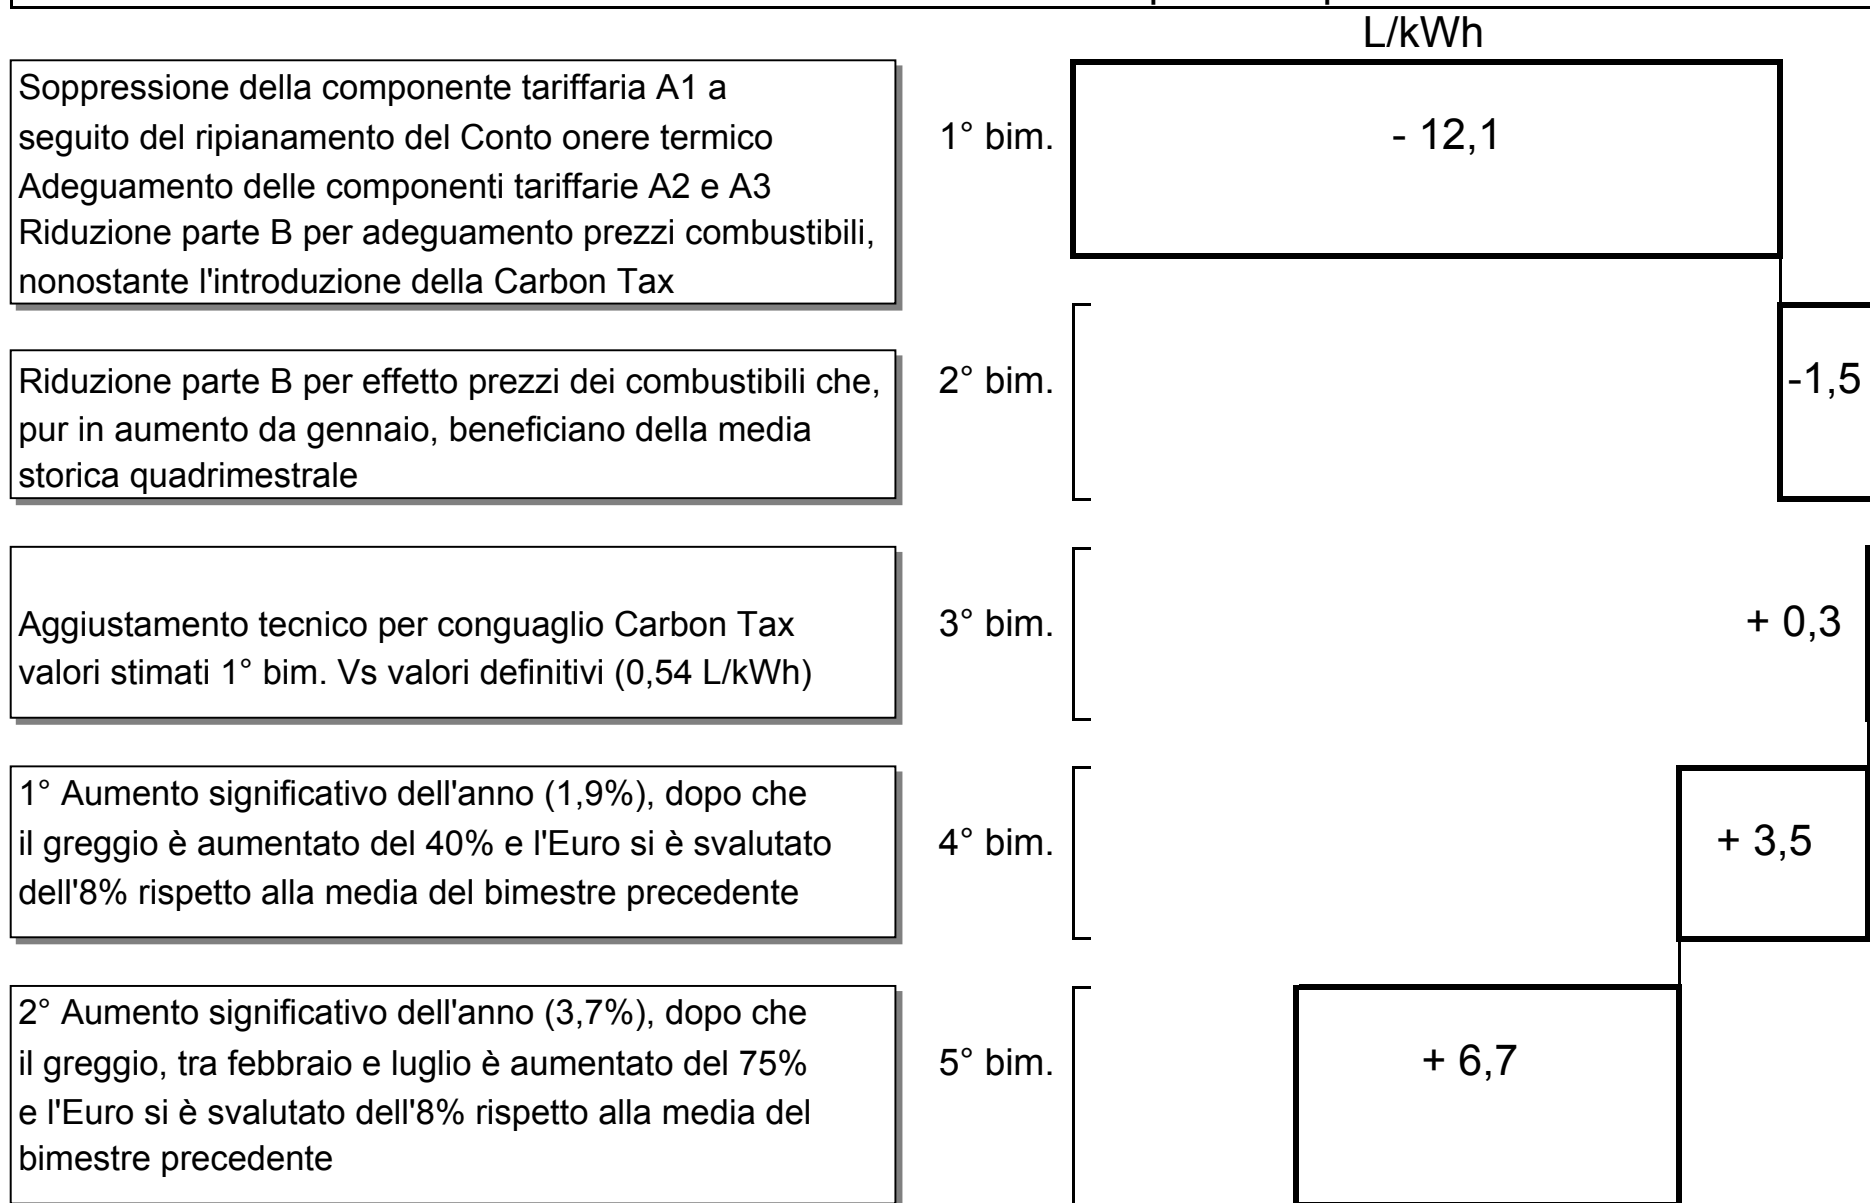 L/kWh
Soppressione della componente tariffaria A1 a
seguito del ripianamento del Conto onere termico
Adeguamento delle componenti tariffarie A2 e A3
Riduzione parte B per adeguamento prezzi combustibili,
nonostante l'introduzione della Carbon Tax
1° bim.
- 12,1
Riduzione parte B per effetto prezzi dei combustibili che,
pur in aumento da gennaio, beneficiano della media
storica quadrimestrale
2° bim.
-1,5
Aggiustamento tecnico per conguaglio Carbon Tax
valori stimati 1° bim. Vs valori definitivi (0,54 L/kWh)
3° bim.
+ 0,3
1° Aumento significativo dell'anno (1,9%), dopo che
il greggio è aumentato del 40% e l'Euro si è svalutato
dell'8% rispetto alla media del bimestre precedente
4° bim.
+ 3,5
2° Aumento significativo dell'anno (3,7%), dopo che
il greggio, tra febbraio e luglio è aumentato del 75%
e l'Euro si è svalutato dell'8% rispetto alla media del
bimestre precedente
5° bim.
+ 6,7